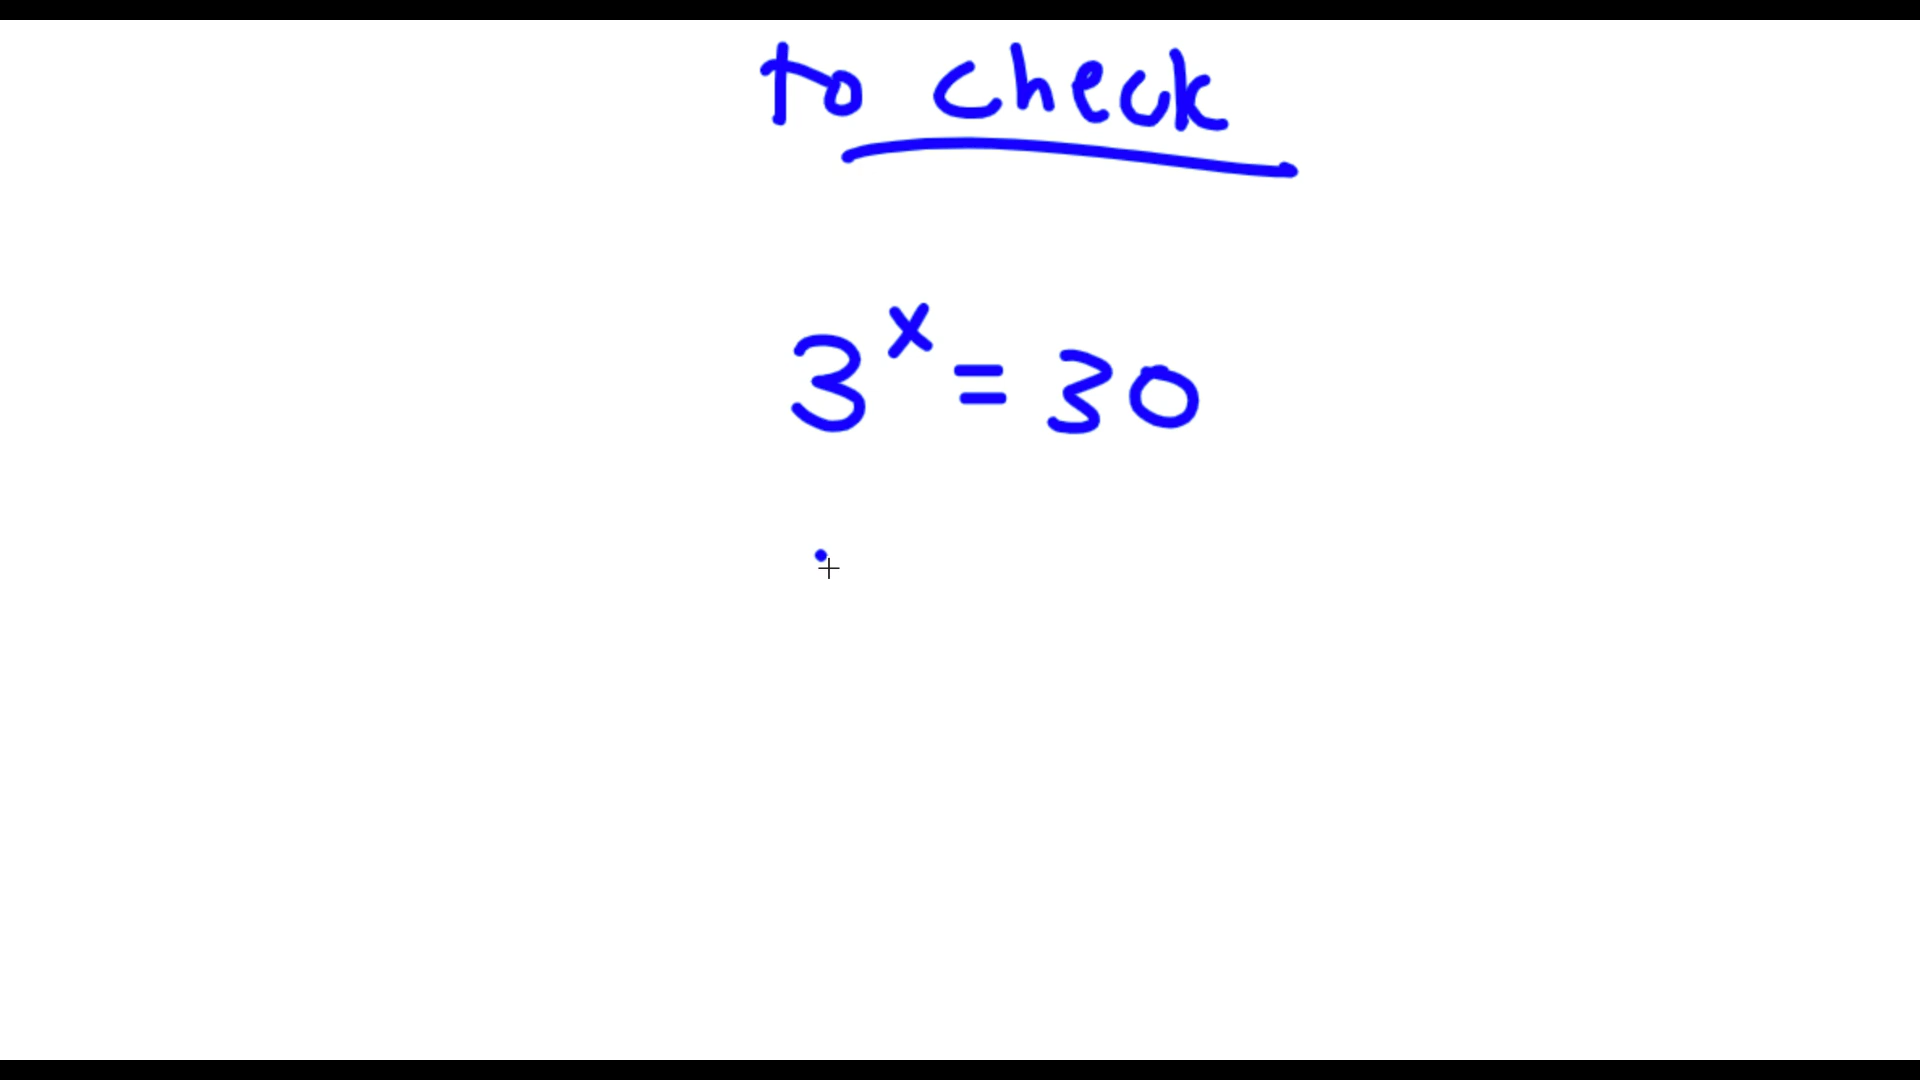 to check
3^x = 30